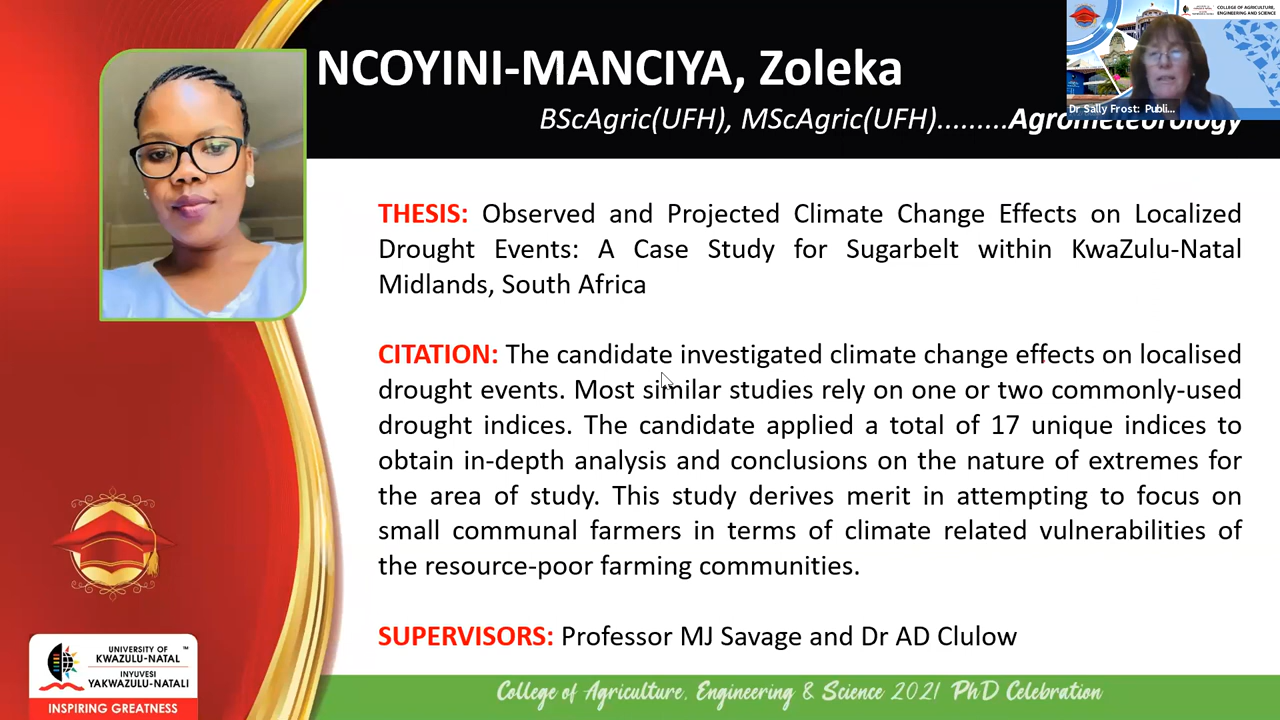 NCOYINI-MANCIYA, Zoleka
BScAgric(UFH), MScAgric(UFH).........Agrometeorology
COLLEGE OF AGRICULTURE,
ENGINEERING AND SCIENCE
Dr Sally Frost: Publi...
THESIS: Observed and Projected Climate Change Effects on Localized
Drought Events: A Case Study for Sugarbelt within KwaZulu-Natal
Midlands, South Africa
CITATION: The candidate investigated climate change effects on localised
drought events. Most similar studies rely on one or two commonly-used
drought indices. The candidate applied a total of 17 unique indices to
obtain in-depth analysis and conclusions on the nature of extremes for
the area of study. This study derives merit in attempting to focus on
small communal farmers in terms of climate related vulnerabilities of
the resource-poor farming communities.
SUPERVISORS: Professor MJ Savage and Dr AD Clulow
UNIVERSITY OF ™
KWAZULU-NATAL
INYUVESI
YAKWAZULU-NATALI
INSPIRING GREATNESS
College of Agriculture, Engineering & Science 2021 PhD Celebration